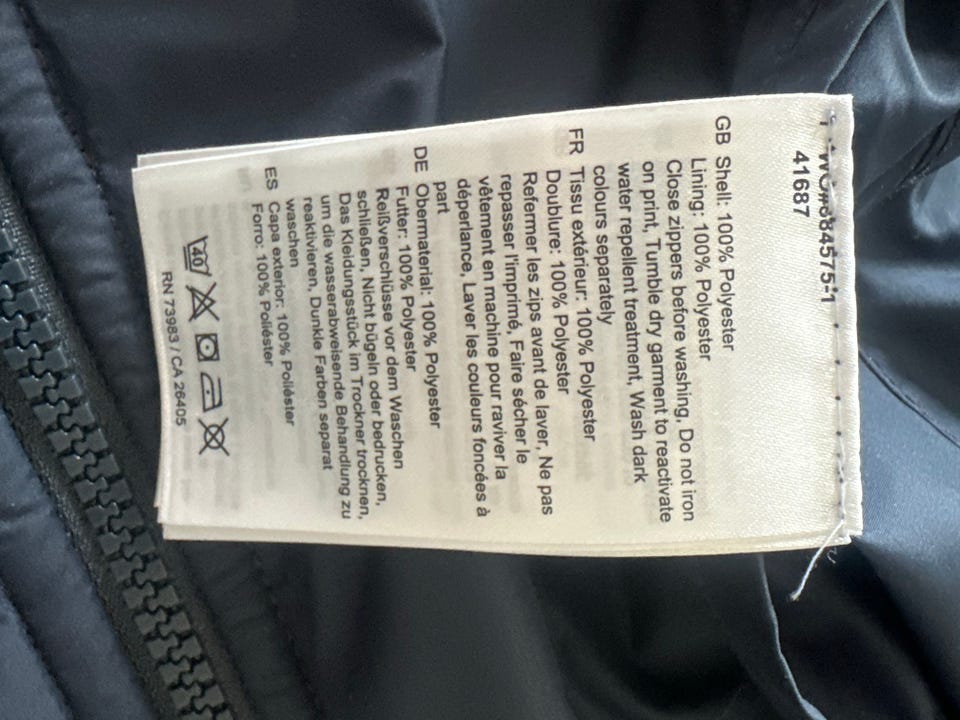 41687
GB Shell: 100% Polyester
Lining: 100% Polyester
Close zippers before washing, Do not iron
on print, Tumble dry garment to reactivate
water repellent treatment, Wash dark
colours separately
FR Tissu extérieur: 100% Polyester
Doublure: 100% Polyester
Refermer les zips avant de laver, Ne pas
repasser l'imprimé, Faire sécher le
vêtement en machine pour raviver la
déperlance, Laver les couleurs foncées à
part
DE Obermaterial: 100% Polyester
Futter: 100% Polyester
Reißverschlüsse vor dem Waschen
schließen, Nicht bügeln oder bedrucken,
Das Kleidungsstück im Trockner trocknen,
um die wasserabweisende Behandlung zu
reaktivieren, Dunkle Farben separat
waschen
ES Capa exterior: 100% Poliéster
Forro: 100% Poliéster
40
RN 73983 / CA 26405